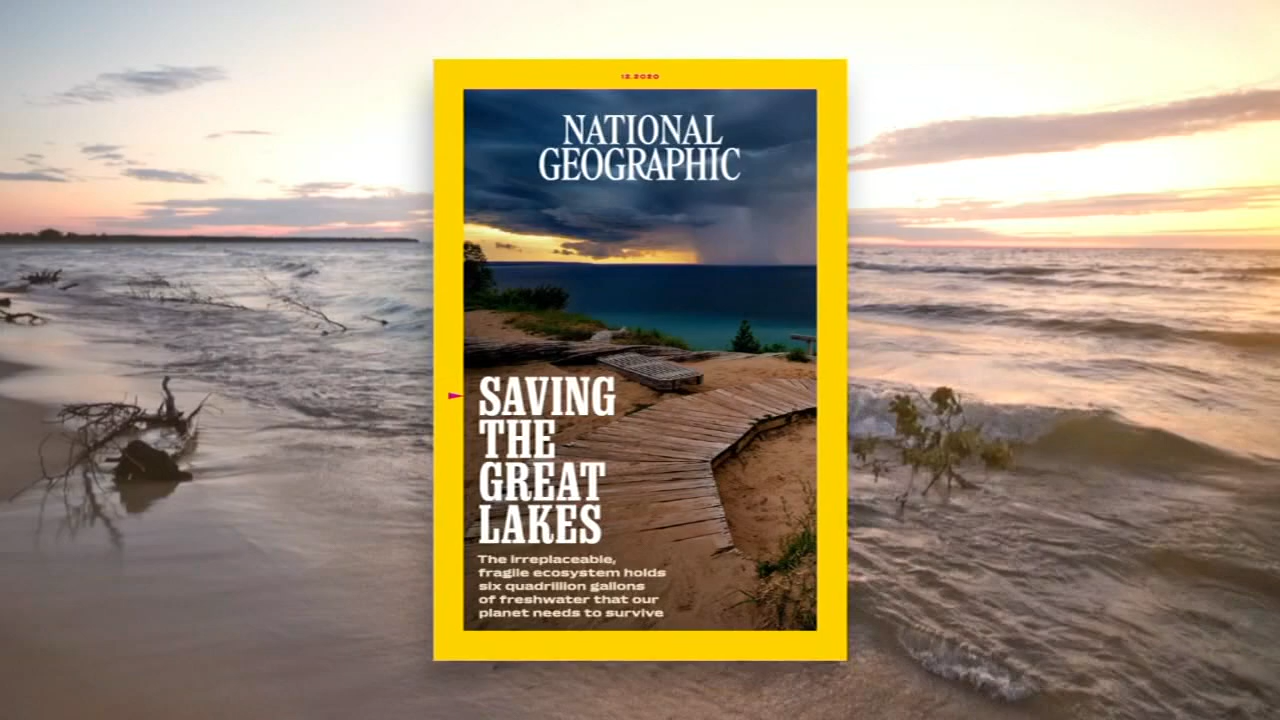 12.2020
NATIONAL
GEOGRAPHIC
SAVING
THE
GREAT
LAKES
The irreplaceable,
fragile ecosystem holds
six quadrillion gallons
of freshwater that our
planet needs to survive